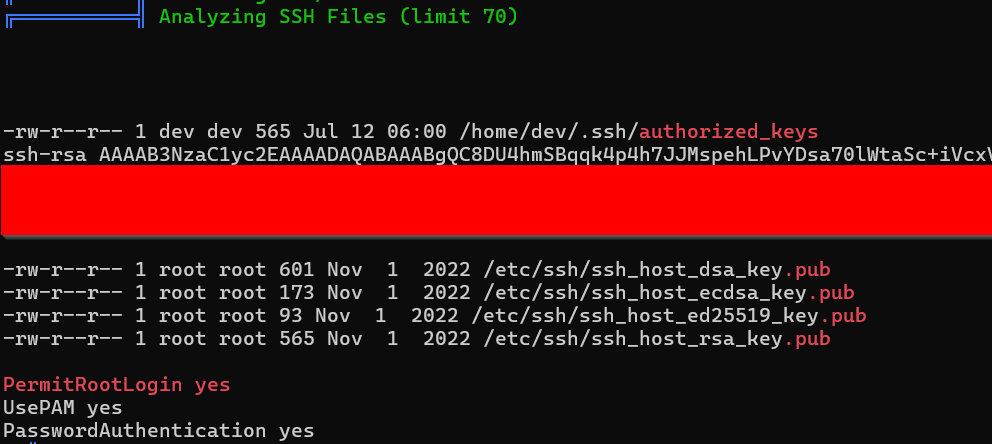 Analyzing SSH Files (limit 70)
-rw-r--r-- 1 dev dev 565 Jul 12 06:00 /home/dev/.ssh/authorized_keys
ssh-rsa AAAAB3NzaC1yc2EAAAADAQABAAABgQC8DU4hmSBqqk4p4h7JJMspehLPvYDsa70lWtaSc+iVcxV
-rw-r--r-- 1 root root 601 Nov  1  2022 /etc/ssh/ssh_host_dsa_key.pub
-rw-r--r-- 1 root root 173 Nov  1  2022 /etc/ssh/ssh_host_ecdsa_key.pub
-rw-r--r-- 1 root root 93 Nov  1  2022 /etc/ssh/ssh_host_ed25519_key.pub
-rw-r--r-- 1 root root 565 Nov  1  2022 /etc/ssh/ssh_host_rsa_key.pub
PermitRootLogin yes
UsePAM yes
PasswordAuthentication yes